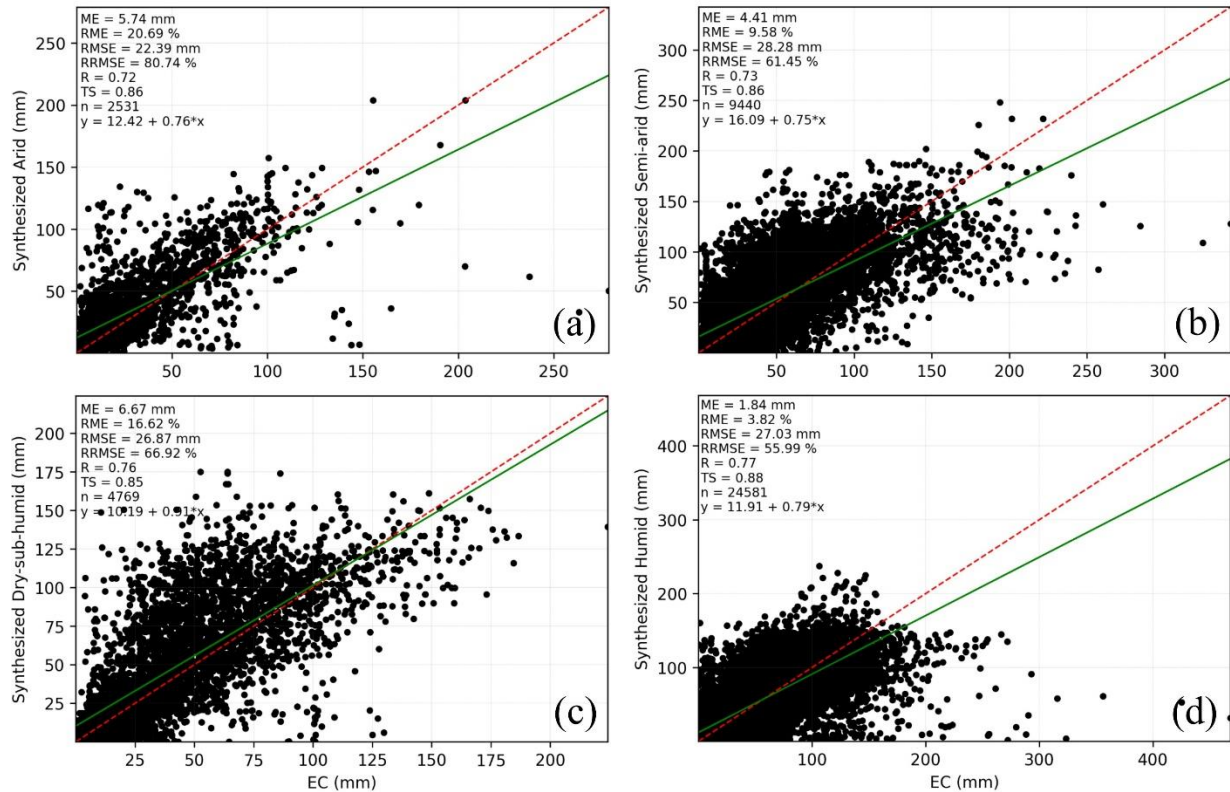 ME = 5.74 mm
RME = 20.69 %
RMSE = 22.39 mm
RRMSE = 80.74 %
R = 0.72
TS = 0.86
n = 2531
y = 12.42 + 0.76*x
250
200
150
100
50
Synthesized Arid (mm)
50 100 150 200 250
(a)
ME = 4.41 mm
RME = 9.58 %
RMSE = 28.28 mm
RRMSE = 61.45 %
R = 0.73
TS = 0.86
n = 9440
y = 16.09 + 0.75*x
300
250
200
150
100
50
Synthesized Semi-arid (mm)
50 100 150 200 250 300
(b)
ME = 6.67 mm
RME = 16.62 %
RMSE = 26.87 mm
RRMSE = 66.92 %
R = 0.76
TS = 0.85
n = 4769
y = 10.19 + 0.91*x
200
175
150
125
100
75
50
25
Synthesized Dry-sub-humid (mm)
25 50 75 100 125 150 175 200
EC (mm)
(c)
ME = 1.84 mm
RME = 3.82 %
RMSE = 27.03 mm
RRMSE = 55.99 %
R = 0.77
TS = 0.88
n = 24581
y = 11.91 + 0.79*x
400
300
200
100
Synthesized Humid (mm)
100 200 300 400
EC (mm)
(d)